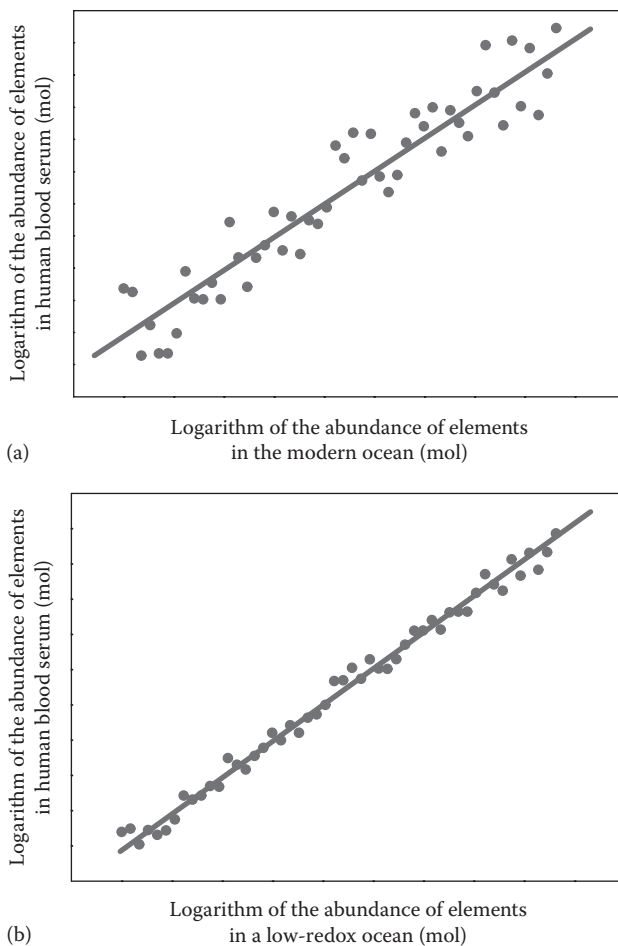 Logarithm of the abundance of elements
in human blood serum (mol)
Logarithm of the abundance of elements
in the modern ocean (mol)
(a)
Logarithm of the abundance of elements
in human blood serum (mol)
Logarithm of the abundance of elements
in a low-redox ocean (mol)
(b)